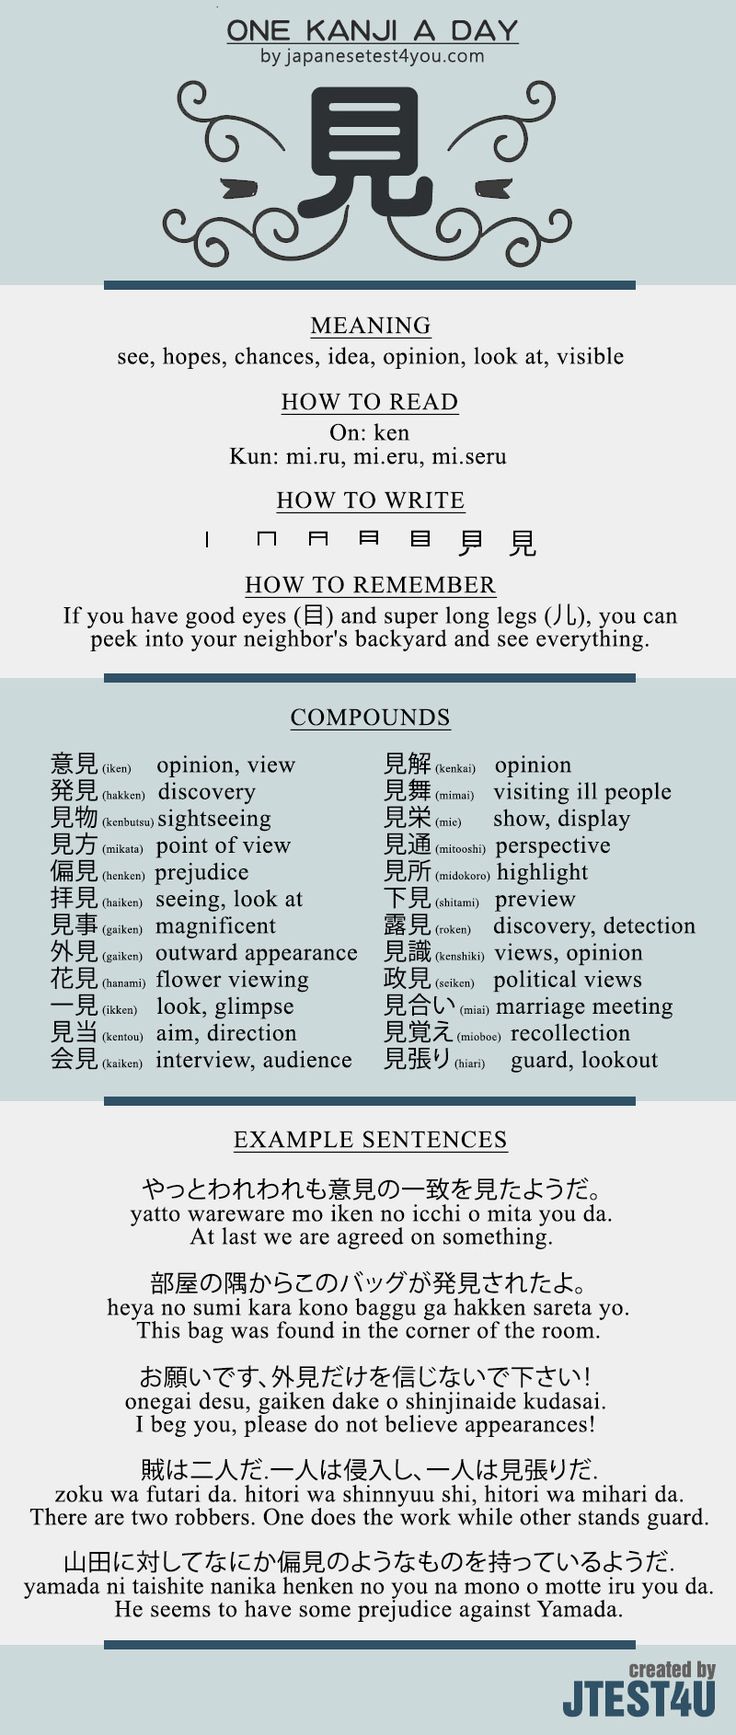 ONE KANJI A DAY
by japanesetest4you.com
見
MEANING
see, hopes, chances, idea, opinion, look at, visible
HOW TO READ
On: ken
Kun: mi.ru, mi.eru, mi.seru
HOW TO WRITE
見
HOW TO REMEMBER
If you have good eyes (目) and super long legs (儿), you can
peek into your neighbor's backyard and see everything.
COMPOUNDS
意見 (iken) opinion, view
発見 (hakken) discovery
見物 (kenbutsu) sightseeing
見方 (mikata) point of view
偏見 (henken) prejudice
拝見 (haiken) seeing, look at
見事 (gaiken) magnificent
外見 (gaiken) outward appearance
花見 (hanami) flower viewing
一見 (ikken) look, glimpse
見当 (kentou) aim, direction
会見 (kaiken) interview, audience
見解 (kenkai) opinion
見舞 (mimai) visiting ill people
見栄 (mie) show, display
見通 (mitooshi) perspective
見所 (midokoro) highlight
下見 (shitami) preview
露見 (roken) discovery, detection
見識 (kenshiki) views, opinion
政見 (seiken) political views
見合い (miai) marriage meeting
見覚え (mioboe) recollection
見張り (hiari) guard, lookout
EXAMPLE SENTENCES
やっとわれわれも意見の一致を見たようだ。
yatto wareware mo iken no icchi o mita you da.
At last we are agreed on something.
部屋の隅からこのバッグが発見されたよ。
heya no sumi kara kono baggu ga hakken sareta yo.
This bag was found in the corner of the room.
お願いです、外見だけを信じないで下さい!
onegai desu, gaiken dake o shinjinaide kudasai.
I beg you, please do not believe appearances!
賊は二人だ.一人は侵入し、一人は見張りだ.
zoku wa futari da. hitori wa shinnyuu shi, hitori wa mihari da.
There are two robbers. One does the work while other stands guard.
山田に対してなにか偏見のようなものを持っているようだ.
yamada ni taishite nanika henken no you na mono o motte iru you da.
He seems to have some prejudice against Yamada.
created by
JTEST4U